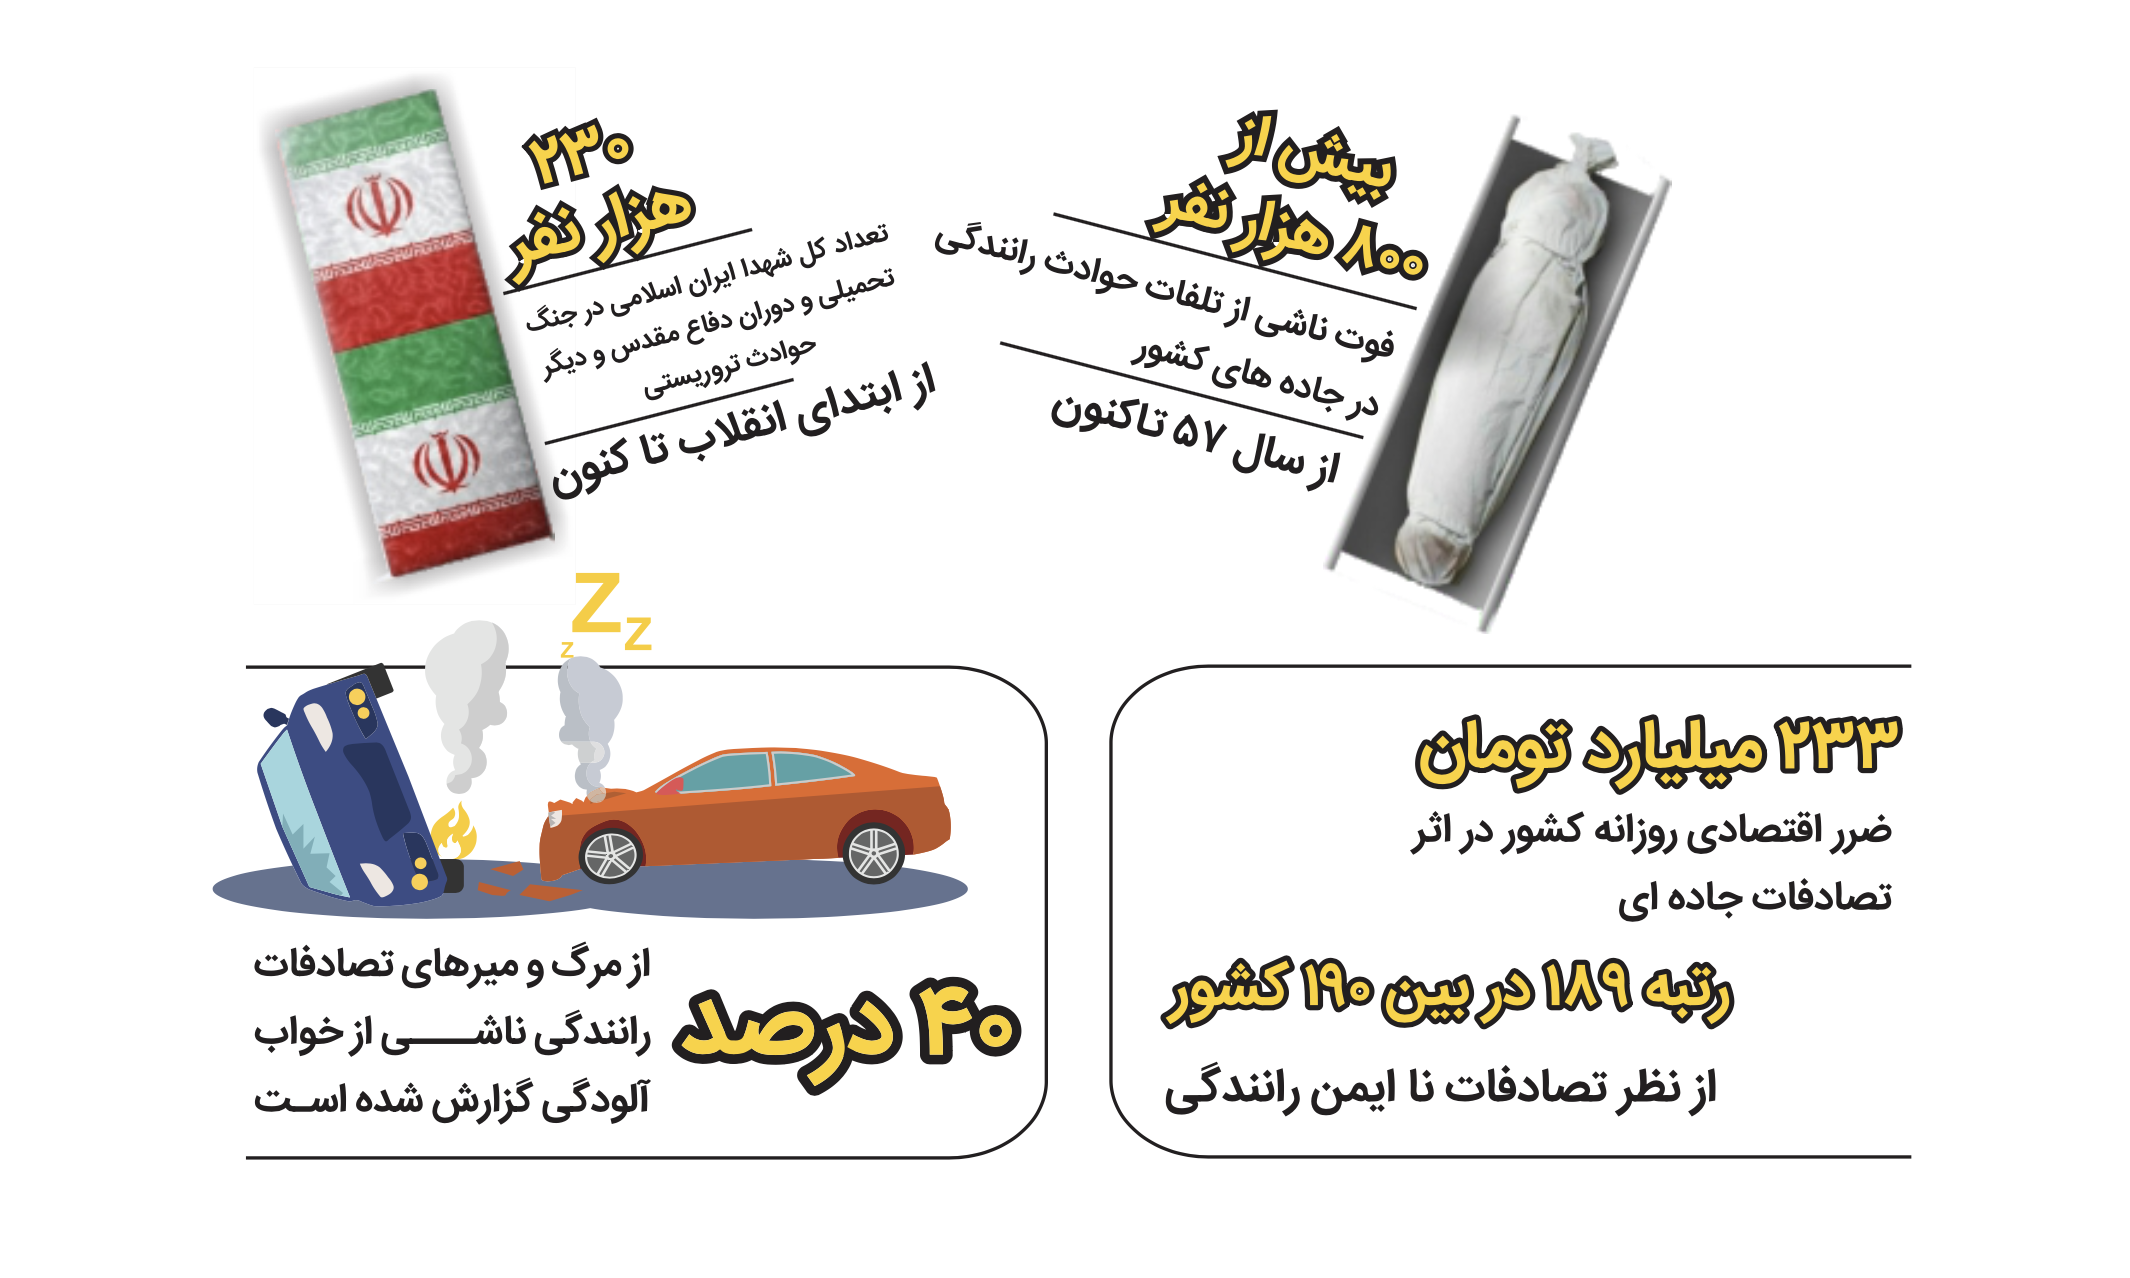 بیش از
۸۰۰ هزار نفر
فوت ناشی از تلفات حوادث رانندگی
در جاده های کشور
از سال ۵۷ تاکنون
۲۳۰
هزار نفر
تعداد کل شهدا ایران اسلامی در جنگ
تحمیلی و دوران دفاع مقدس و دیگر
حوادث تروریستی
از ابتدای انقلاب تا کنون
۲۳۳ میلیارد تومان
ضرر اقتصادی روزانه کشور در اثر
تصادفات جاده ای
رتبه ۱۸۹ در بین ۱۹۰ کشور
از نظر تصادفات نا ایمن رانندگی
z Z z
۴۰ درصد
از مرگ و میرهای تصادفات
رانندگی ناشـــــی از خواب
آلودگی گزارش شده اسـت